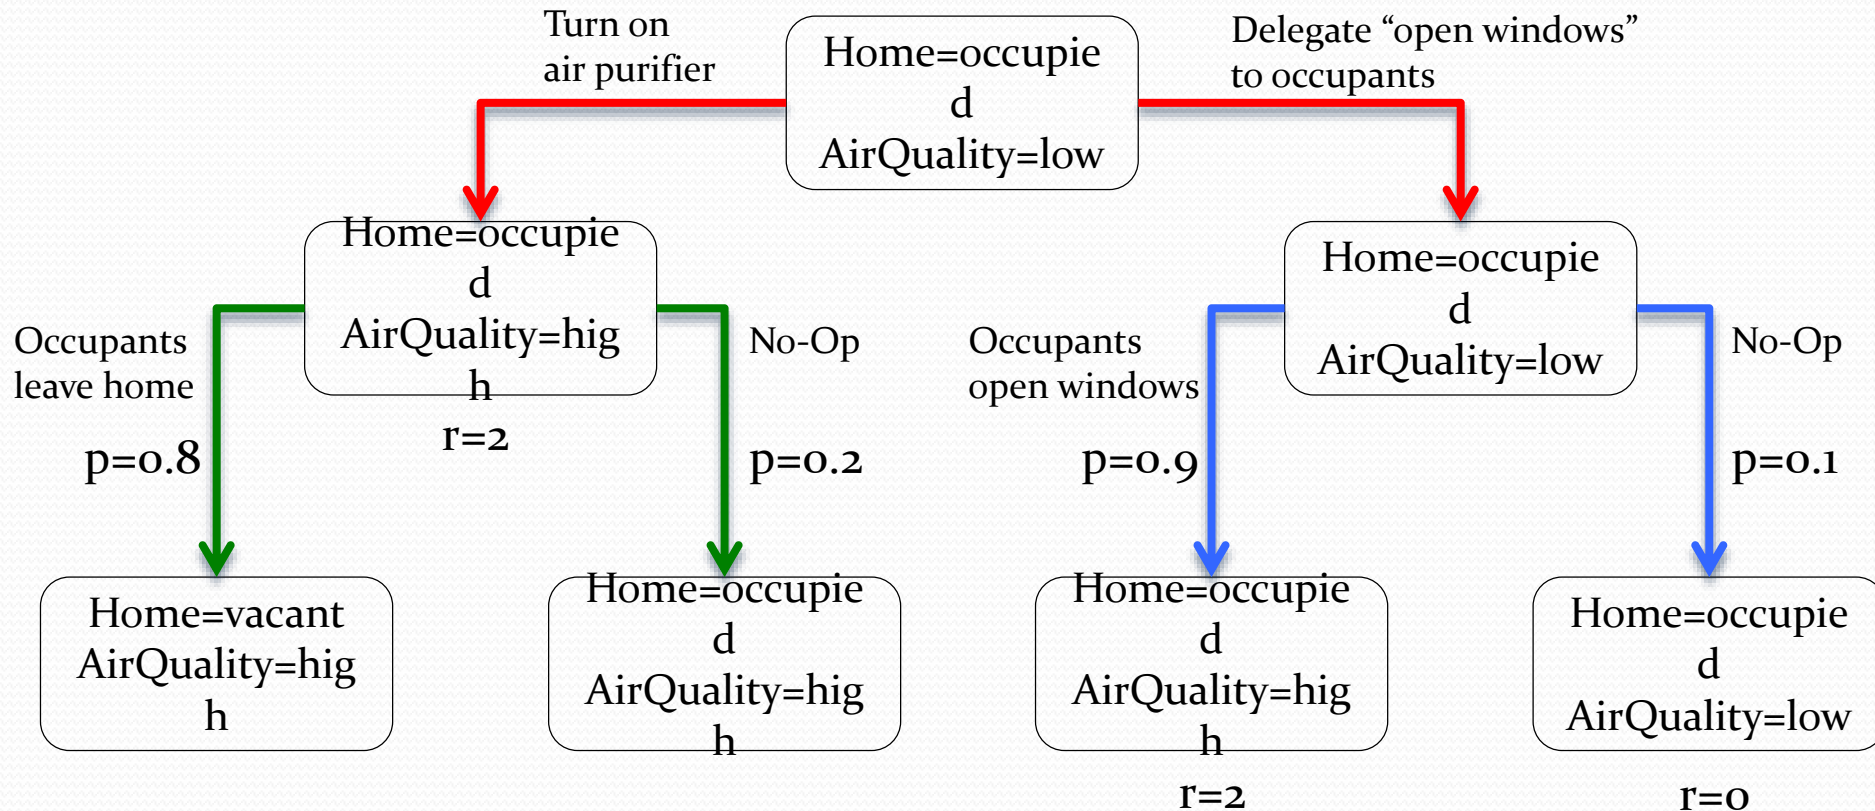 Turn on
air purifier
Home=occupie
d
AirQuality=low
Delegate “open windows”
to occupants
Home=occupie
d
AirQuality=hig
h
r=2
Home=occupie
d
AirQuality=low
Occupants
leave home
p=0.8
No-Op
p=0.2
Occupants
open windows
p=0.9
No-Op
p=0.1
Home=vacant
AirQuality=hig
h
Home=occupie
d
AirQuality=hig
h
Home=occupie
d
AirQuality=hig
h
r=2
Home=occupie
d
AirQuality=low
r=0